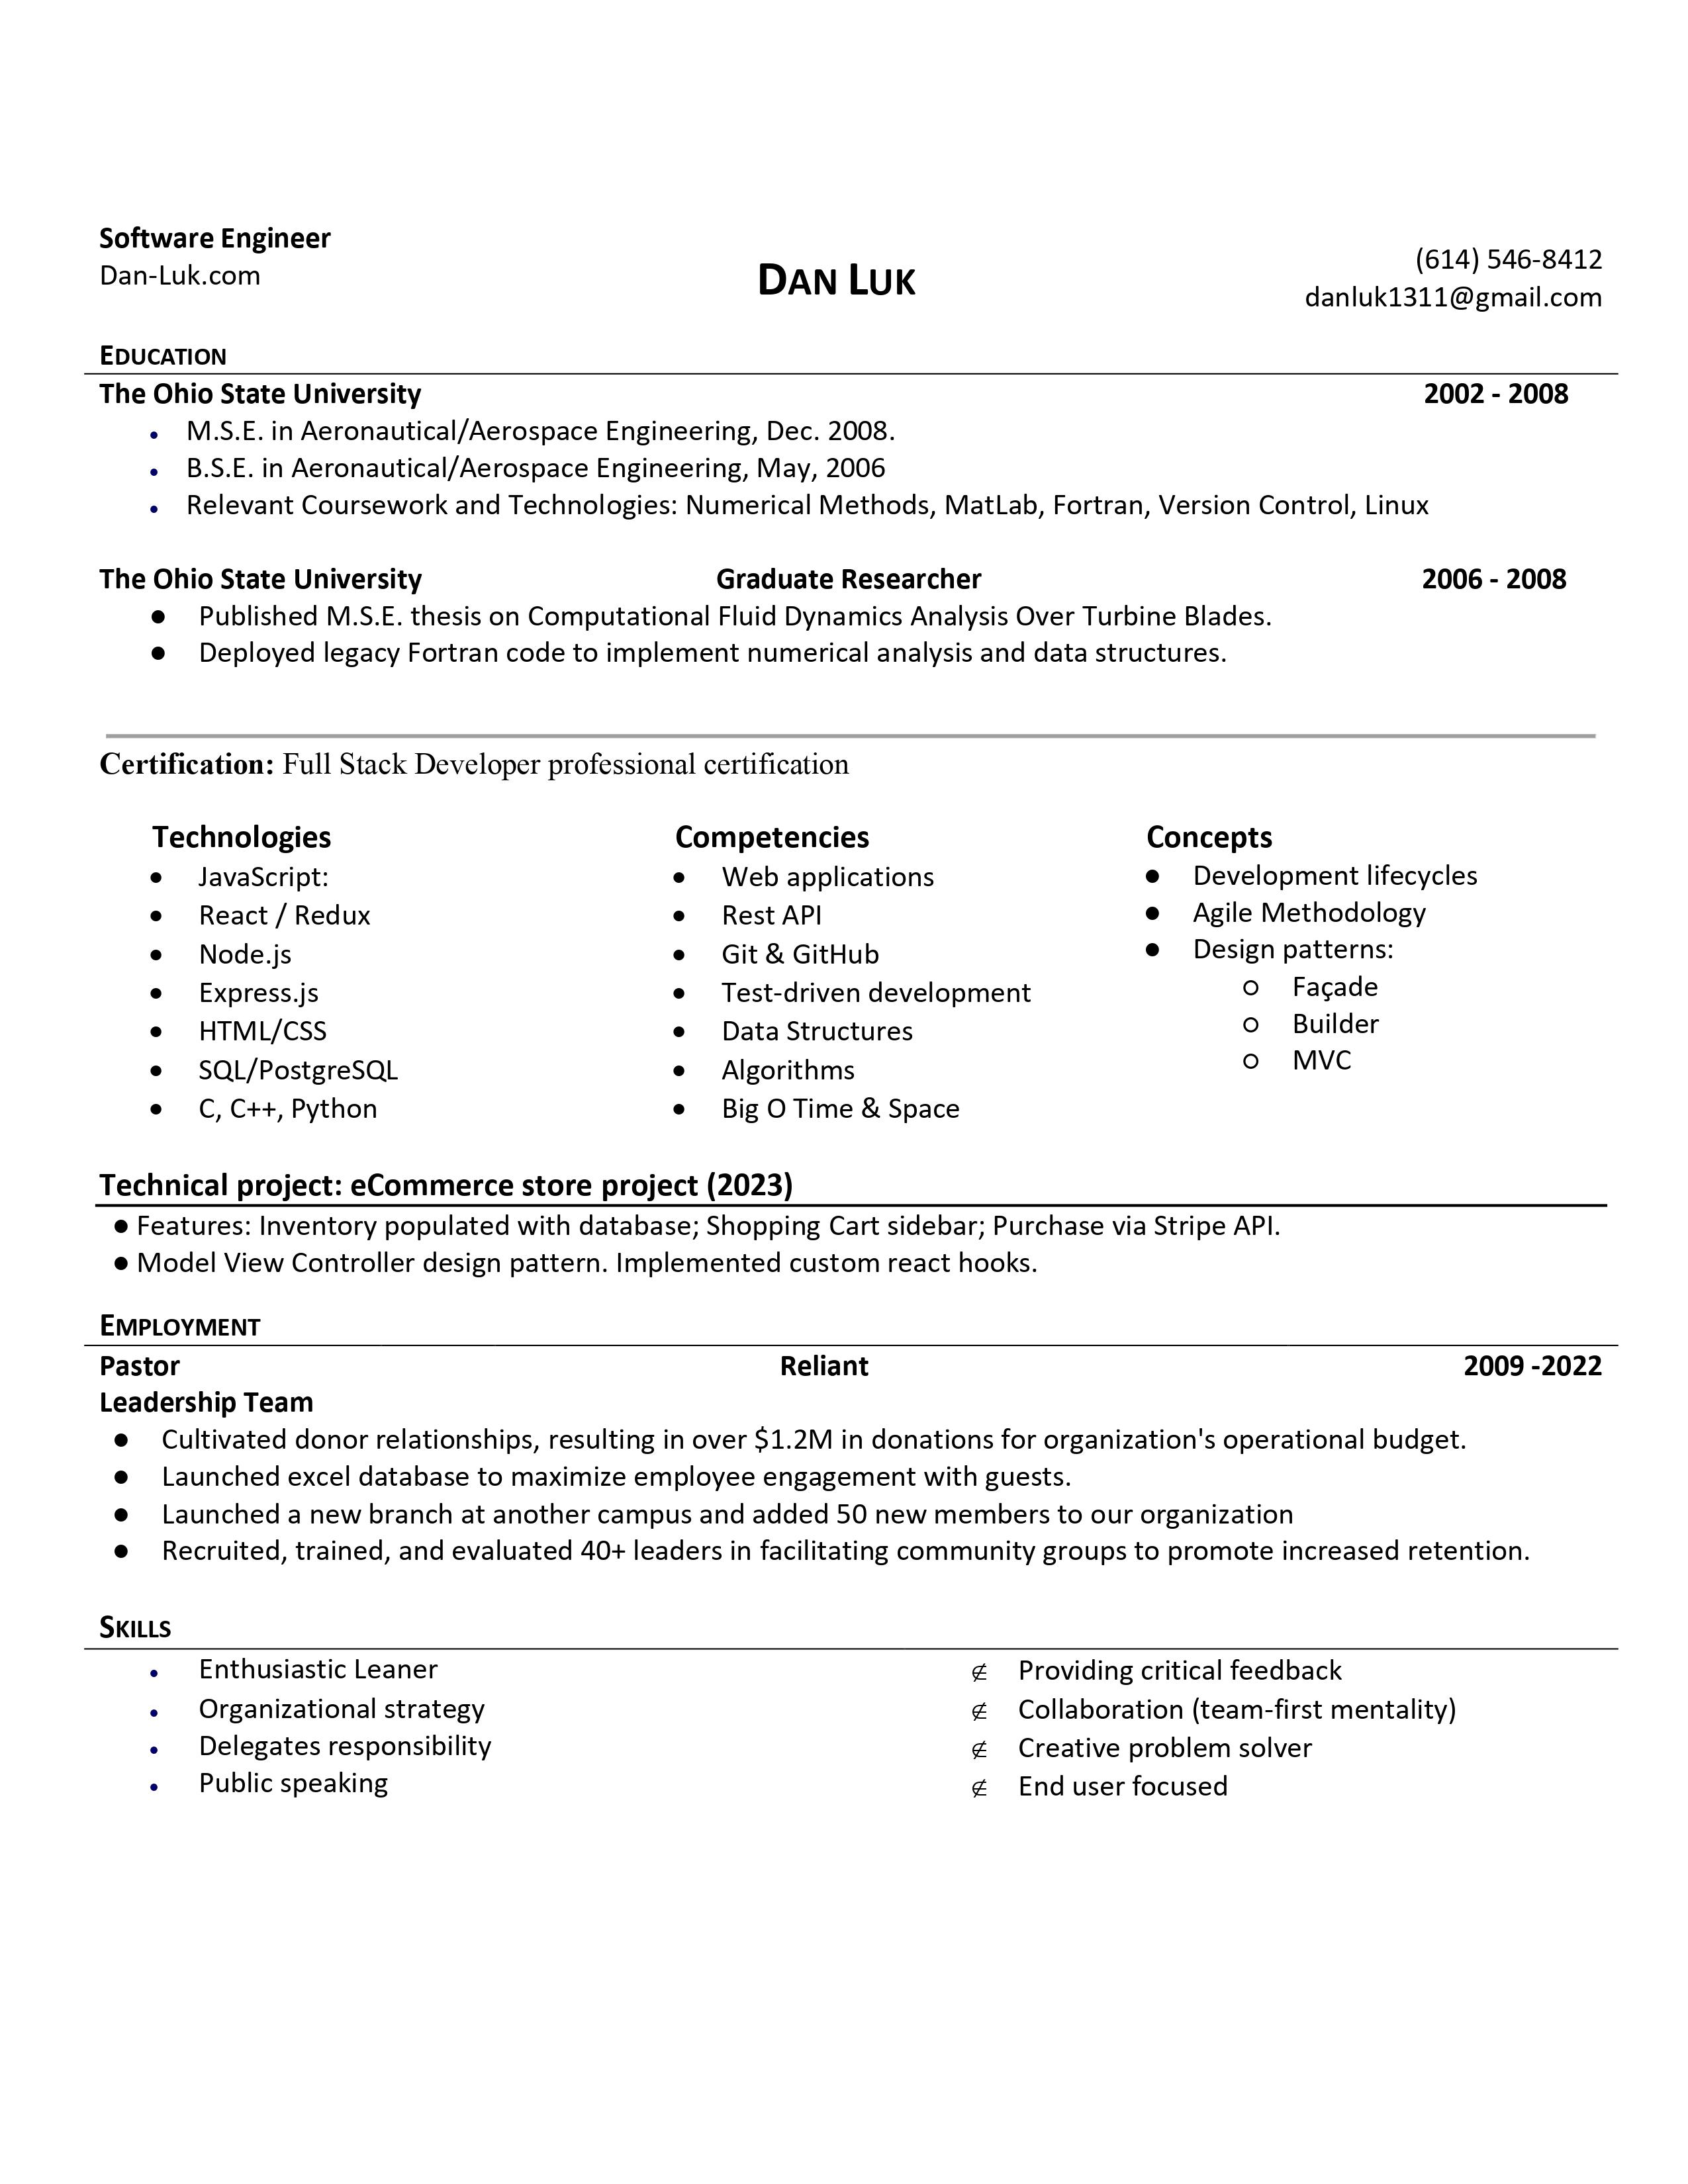 Software Engineer
Dan-Luk.com
DAN LUK
(614) 546-8412
danluk1311@gmail.com
EDUCATION
The Ohio State University 2002 - 2008
• M.S.E. in Aeronautical/Aerospace Engineering, Dec. 2008.
• B.S.E. in Aeronautical/Aerospace Engineering, May, 2006
• Relevant Coursework and Technologies: Numerical Methods, MatLab, Fortran, Version Control, Linux
The Ohio State University Graduate Researcher 2006 - 2008
● Published M.S.E. thesis on Computational Fluid Dynamics Analysis Over Turbine Blades.
● Deployed legacy Fortran code to implement numerical analysis and data structures.
Certification: Full Stack Developer professional certification
Technologies
• JavaScript:
• React / Redux
• Node.js
• Express.js
• HTML/CSS
• SQL/PostgreSQL
• C, C++, Python
Competencies
• Web applications
• Rest API
• Git & GitHub
• Test-driven development
• Data Structures
• Algorithms
• Big O Time & Space
Concepts
● Development lifecycles
● Agile Methodology
● Design patterns:
○ Façade
○ Builder
○ MVC
Technical project: eCommerce store project (2023)
● Features: Inventory populated with database; Shopping Cart sidebar; Purchase via Stripe API.
● Model View Controller design pattern. Implemented custom react hooks.
EMPLOYMENT
Pastor Reliant 2009 -2022
Leadership Team
● Cultivated donor relationships, resulting in over $1.2M in donations for organization's operational budget.
● Launched excel database to maximize employee engagement with guests.
● Launched a new branch at another campus and added 50 new members to our organization
● Recruited, trained, and evaluated 40+ leaders in facilitating community groups to promote increased retention.
SKILLS
• Enthusiastic Leaner
• Organizational strategy
• Delegates responsibility
• Public speaking
∉ Providing critical feedback
∉ Collaboration (team-first mentality)
∉ Creative problem solver
∉ End user focused